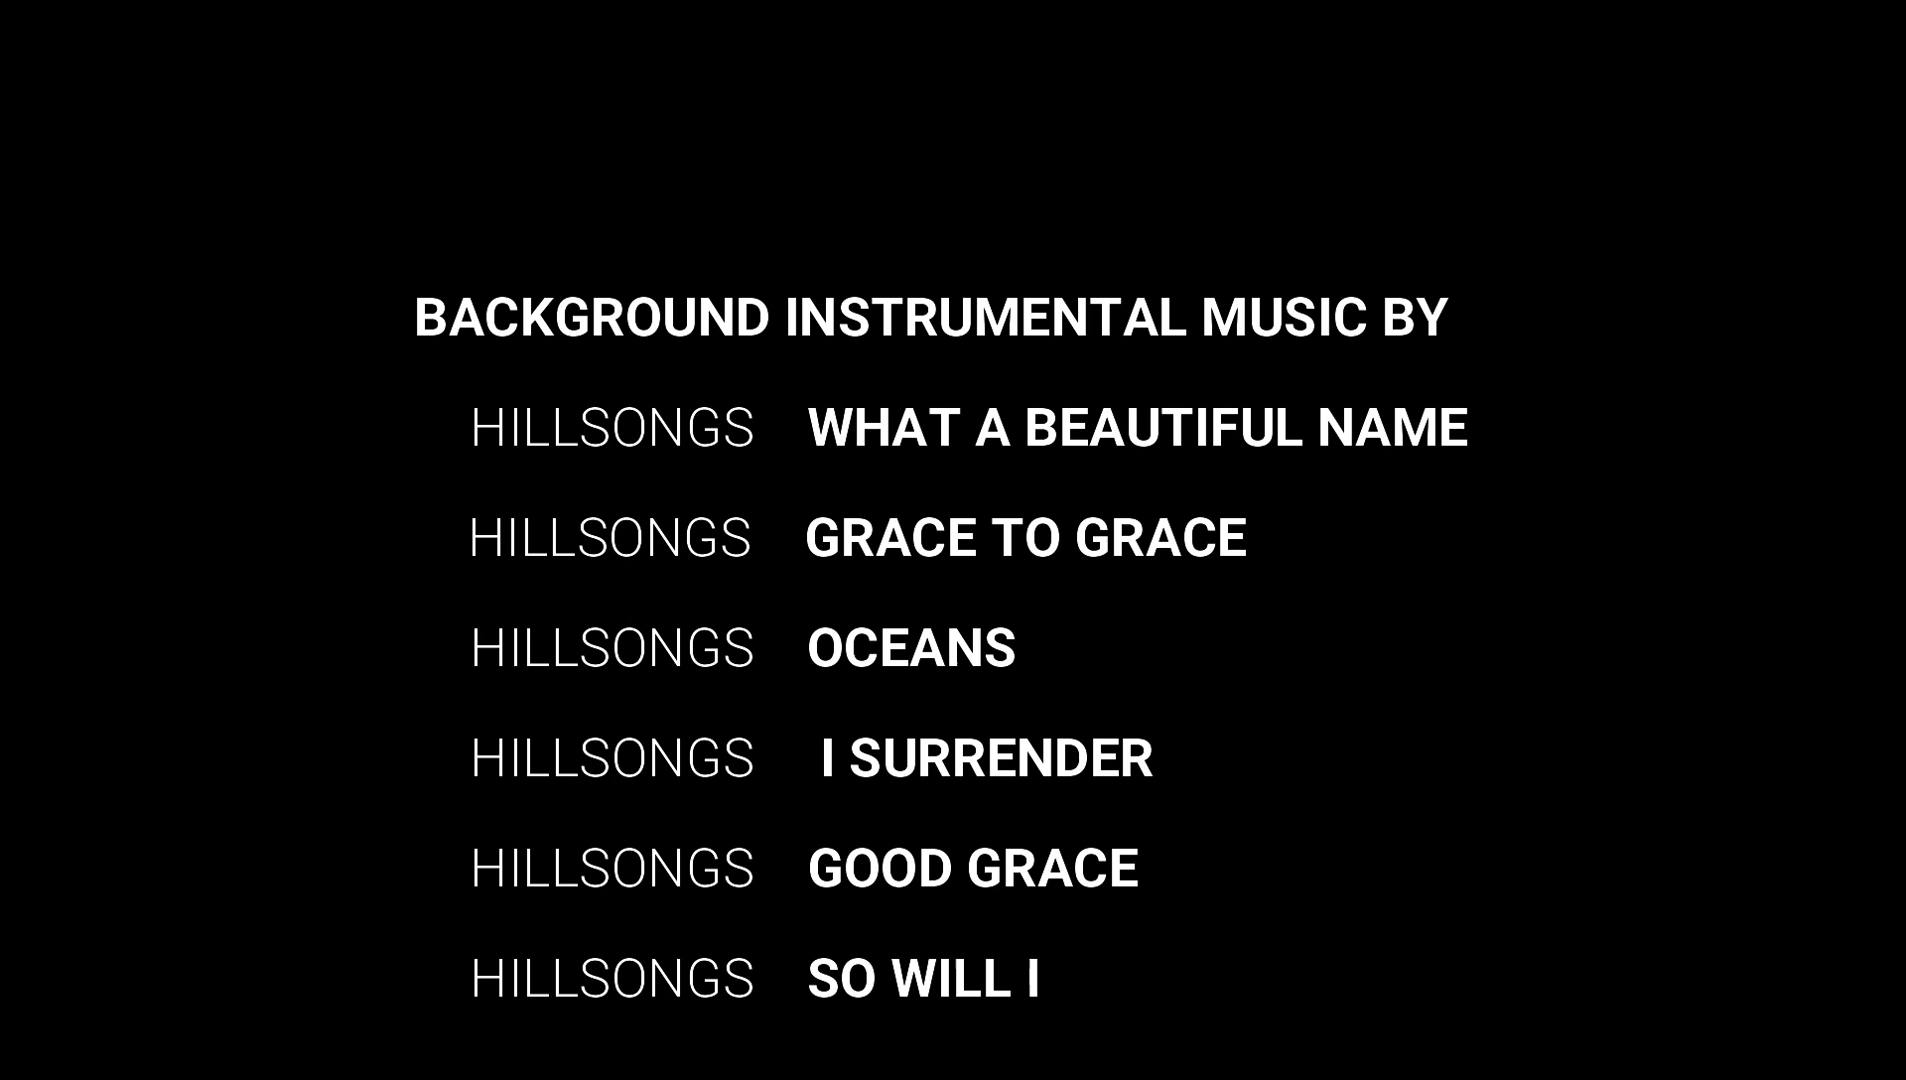 BACKGROUND INSTRUMENTAL MUSIC BY
HILLSONGS WHAT A BEAUTIFUL NAME
HILLSONGS GRACE TO GRACE
HILLSONGS OCEANS
HILLSONGS I SURRENDER
HILLSONGS GOOD GRACE
HILLSONGS SO WILL I